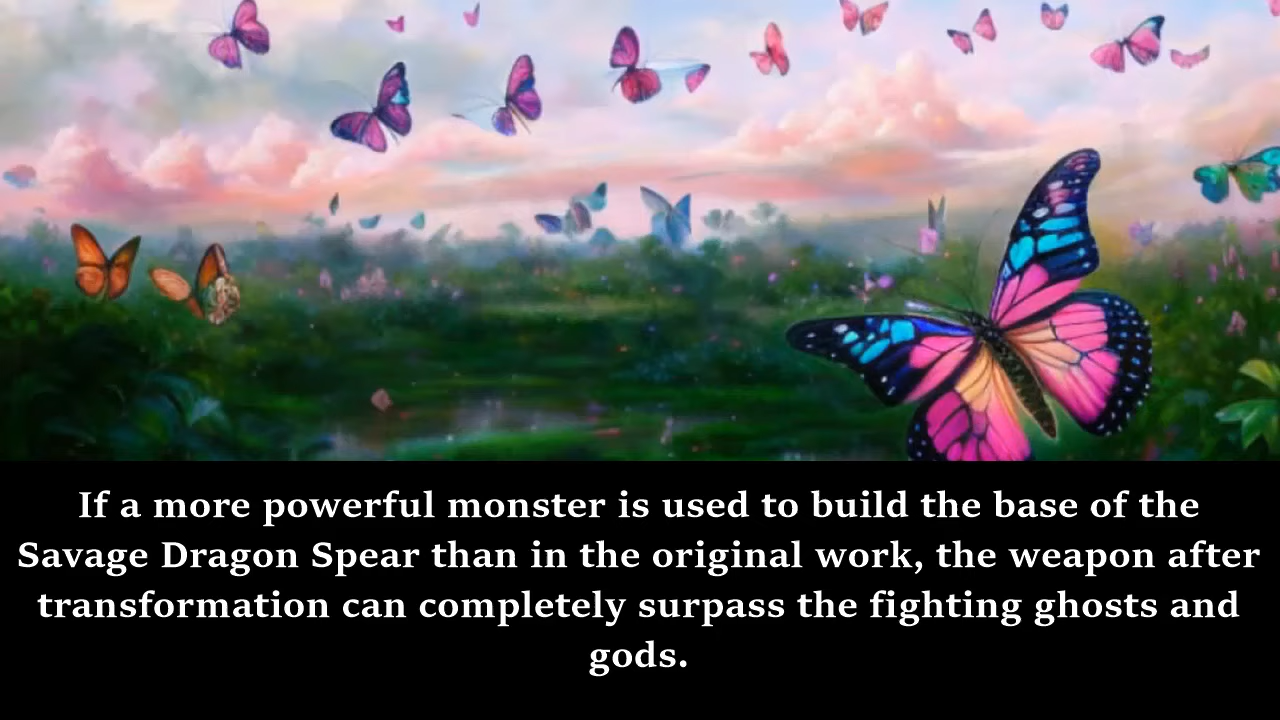 If a more powerful monster is used to build the base of the
Savage Dragon Spear than in the original work, the weapon after
transformation can completely surpass the fighting ghosts and
gods.